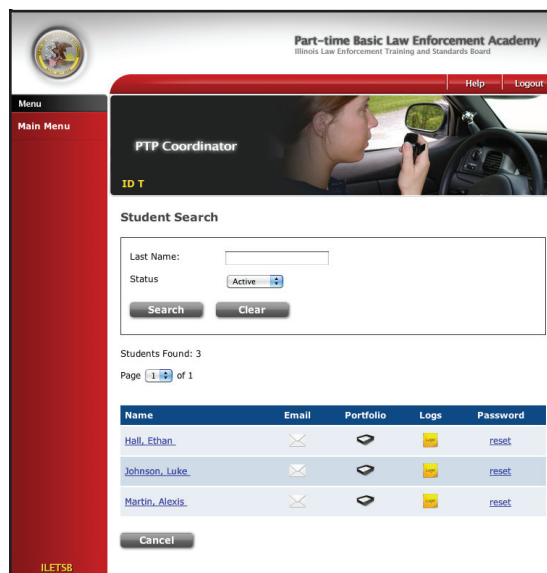 Part-time Basic Law Enforcement Academy
Illinois Law Enforcement Training and Standards Board
Help Logout
Menu
Main Menu
PTP Coordinator
ID T
Student Search
Last Name:
Status Active
Search Clear
Students Found: 3
Page 1 of 1
Name Email Portfolio Logs Password
Hall, Ethan reset
Johnson, Luke reset
Martin, Alexis reset
Cancel
ILETSB